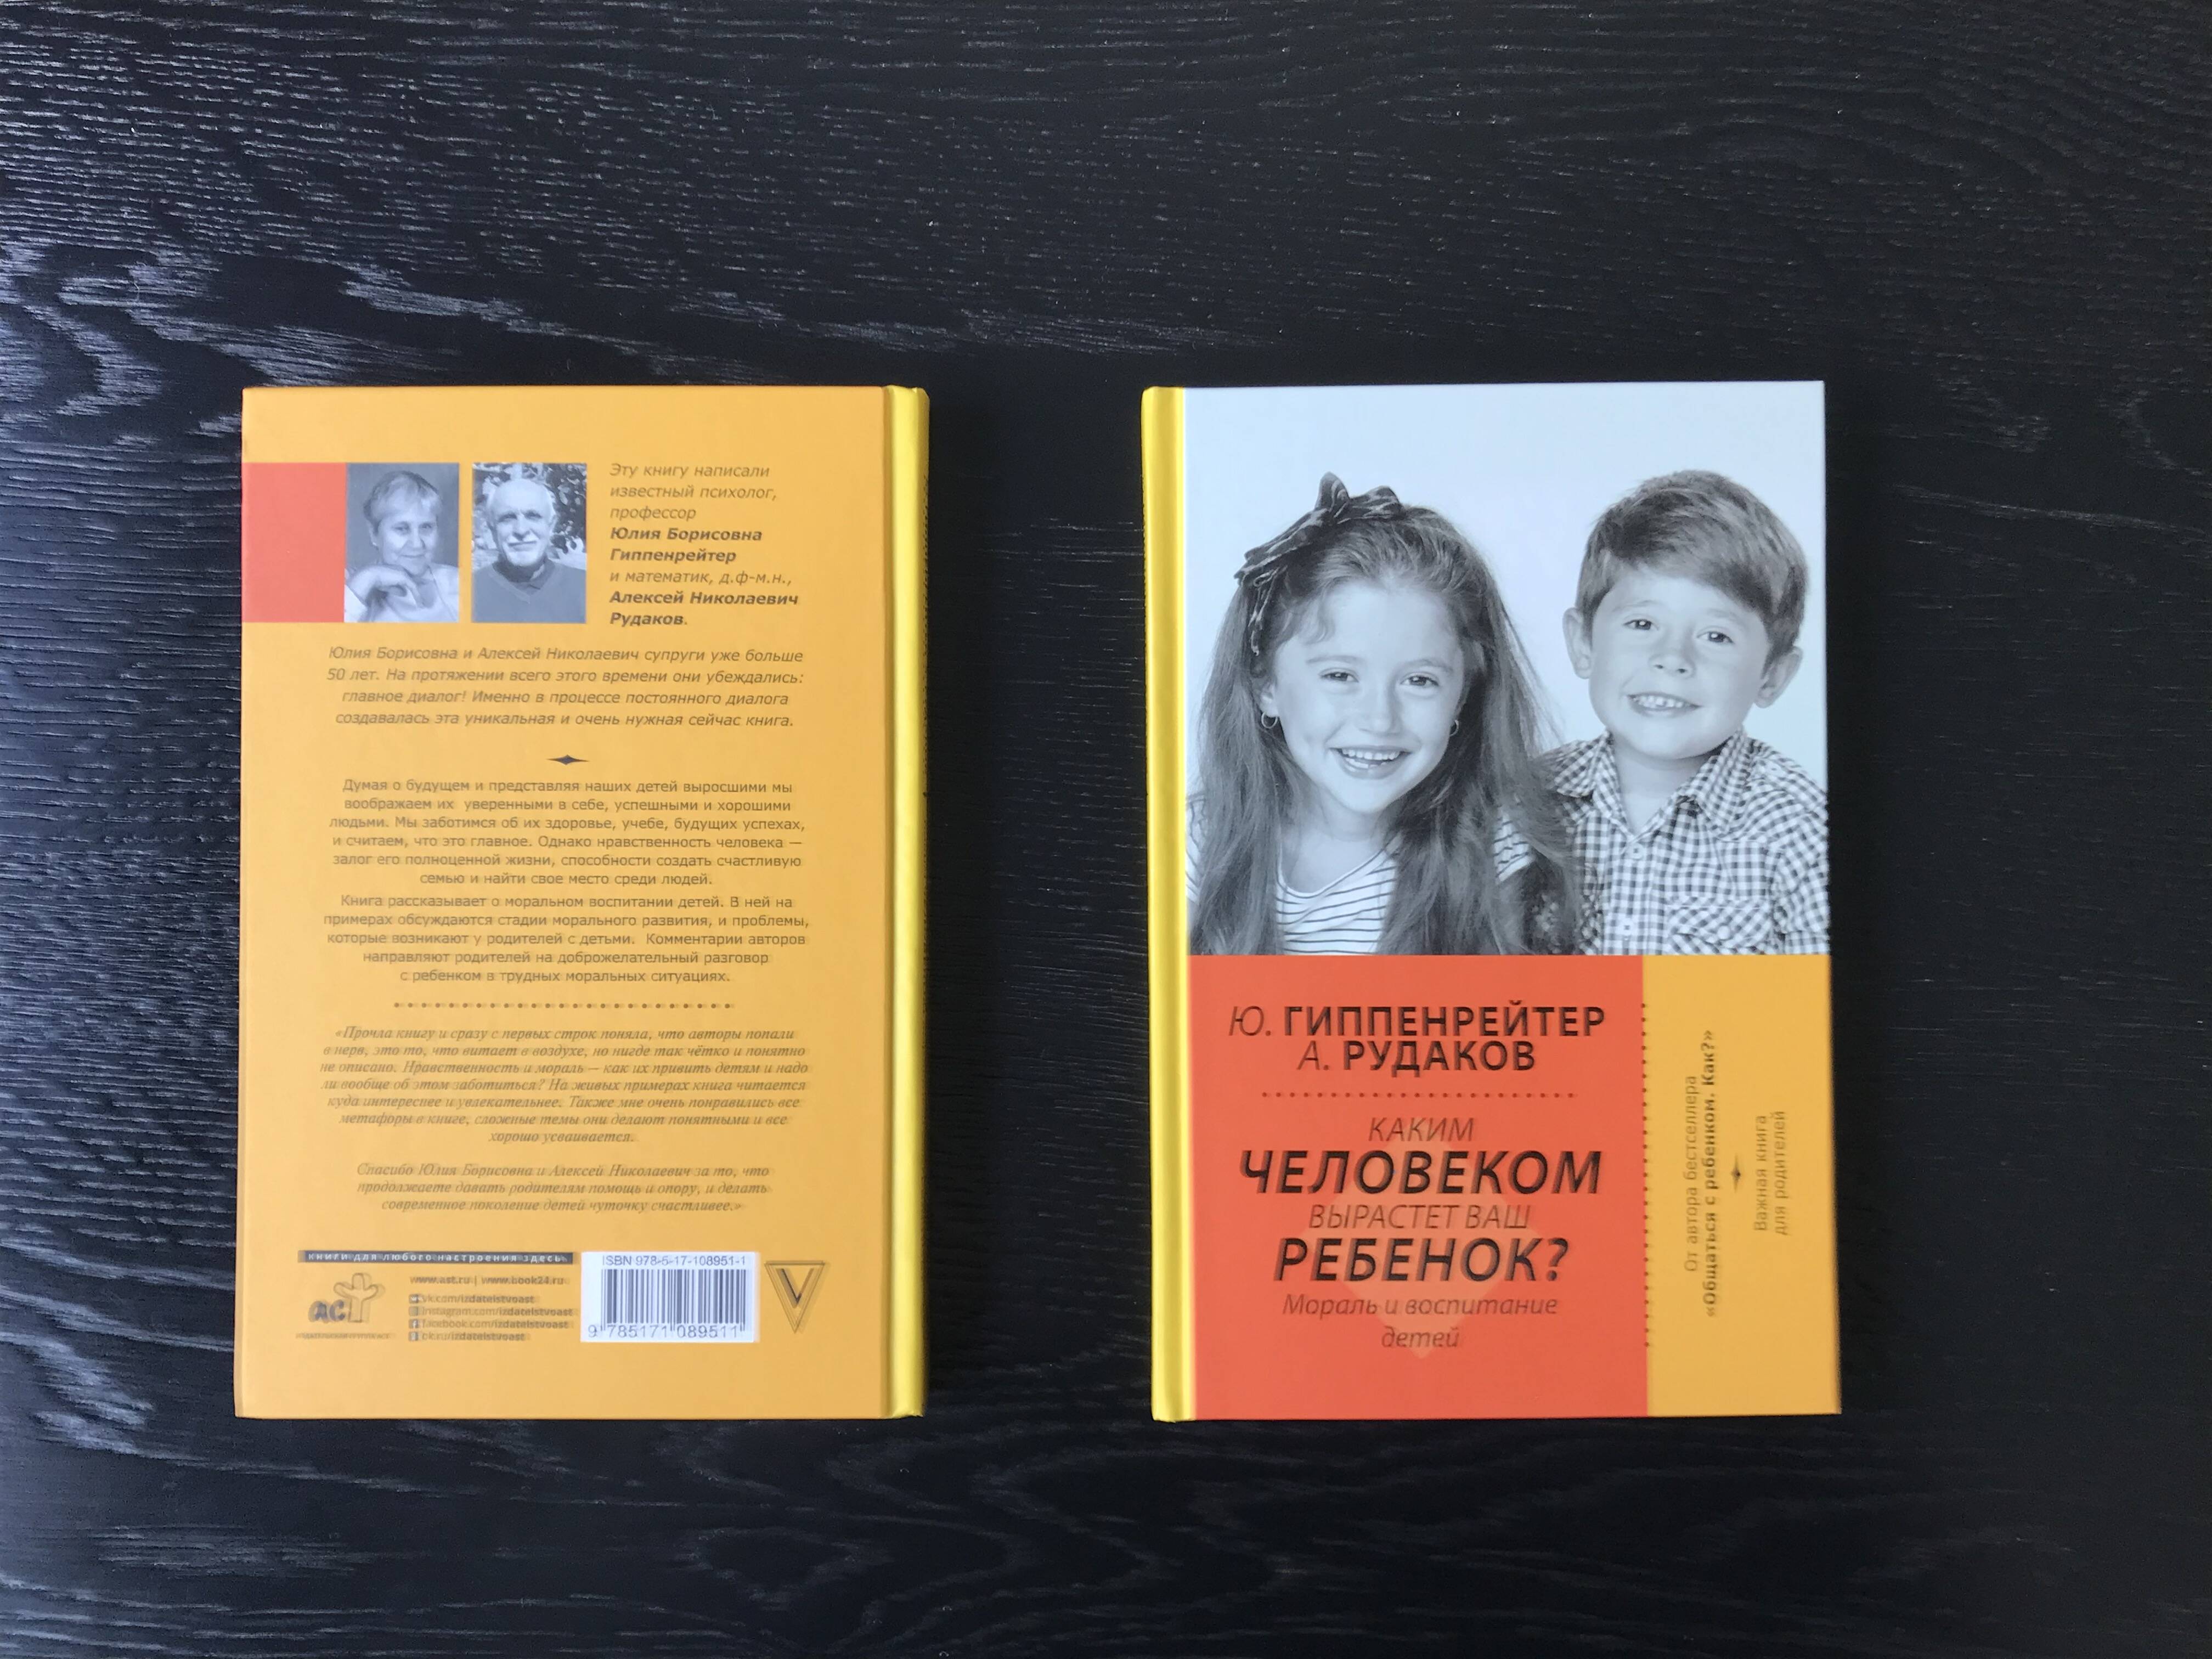 Эту книгу написали
известный психолог,
профессор
Юлия Борисовна
Гиппенрейтер
и математик, д.ф-м.н.,
Алексей Николаевич
Рудаков.
Юлия Борисовна и Алексей Николаевич супруги уже больше
50 лет. На протяжении всего этого времени они убеждались:
главное диалог! Именно в процессе постоянного диалога
создавалась эта уникальная и очень нужная сейчас книга.
Думая о будущем и представляя наших детей выросшими мы
воображаем их уверенными в себе, успешными и хорошими
людьми. Мы заботимся об их здоровье, учебе, будущих успехах,
и считаем, что это главное. Однако нравственность человека —
залог его полноценной жизни, способности создать счастливую
семью и найти свое место среди людей.
Книга рассказывает о моральном воспитании детей. В ней на
примерах обсуждаются стадии морального развития, и проблемы,
которые возникают у родителей с детьми. Комментарии авторов
направляют родителей на доброжелательный разговор
с ребенком в трудных моральных ситуациях.
«Прочла книгу и сразу с первых строк поняла, что авторы попали
в нерв, это то, что витает в воздухе, но нигде так чётко и понятно
не описано. Нравственность и мораль — как их привить детям и надо
ли вообще об этом заботиться? На живых примерах книга читается
куда интереснее и увлекательнее. Также мне очень понравились все
метафоры в книге, сложные темы они делают понятными и все
хорошо усваивается.
Спасибо Юлия Борисовна и Алексей Николаевич за то, что
продолжаете давать родителям помощь и опору, и делать
современное поколение детей чуточку счастливее.»
книги для любого настроения здесь
www.ast.ru | www.book24.ru
vk.com/izdatelstvoast
instagram.com/izdatelstvoast
facebook.com/izdatelstvoast
ok.ru/izdatelstvoast
АСТ
ISBN 978-5-17-108951-1
9 785171 089511
Ю. ГИППЕНРЕЙТЕР
А. РУДАКОВ
КАКИМ
ЧЕЛОВЕКОМ
ВЫРАСТЕТ ВАШ
РЕБЕНОК?
Мораль и воспитание
детей
От автора бестселлера
«Общаться с ребенком. Как?»
Важная книга
для родителей